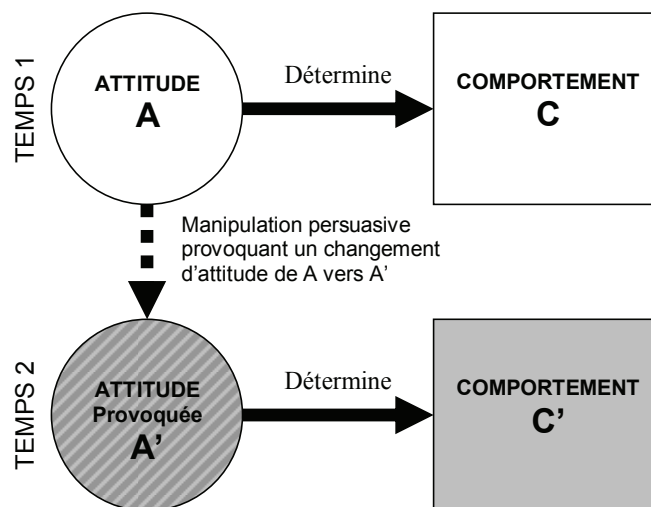 TEMPS 1
ATTITUDE
A
Détermine
COMPORTEMENT
C
Manipulation persuasive
provoquant un changement
d'attitude de A vers A'
TEMPS 2
ATTITUDE
Provoquée
A'
Détermine
COMPORTEMENT
C'